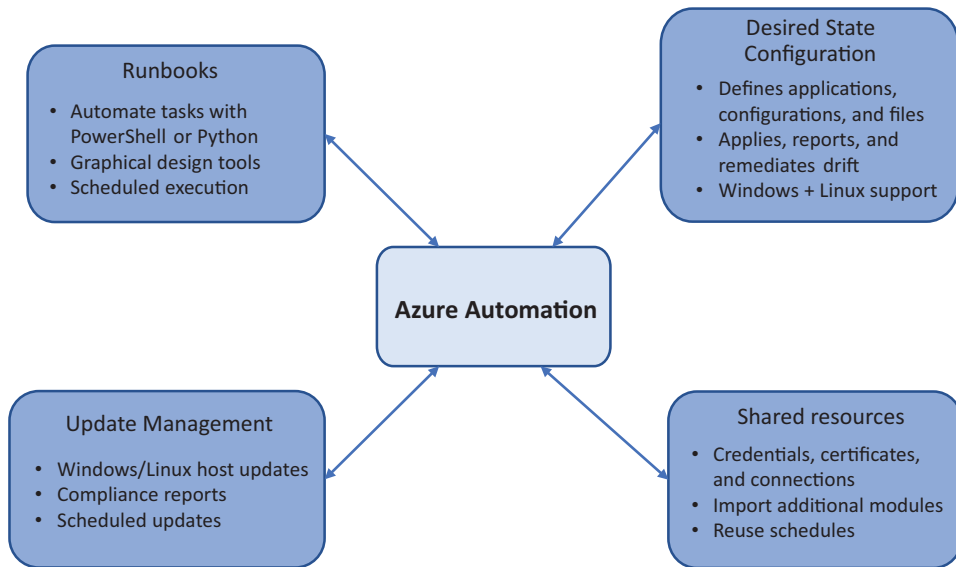 Runbooks
• Automate tasks with
PowerShell or Python
• Graphical design tools
• Scheduled execution
Desired State
Configuration
• Defines applications,
configurations, and files
• Applies, reports, and
remediates drift
• Windows + Linux support
Azure Automation
Update Management
• Windows/Linux host updates
• Compliance reports
• Scheduled updates
Shared resources
• Credentials, certificates,
and connections
• Import additional modules
• Reuse schedules